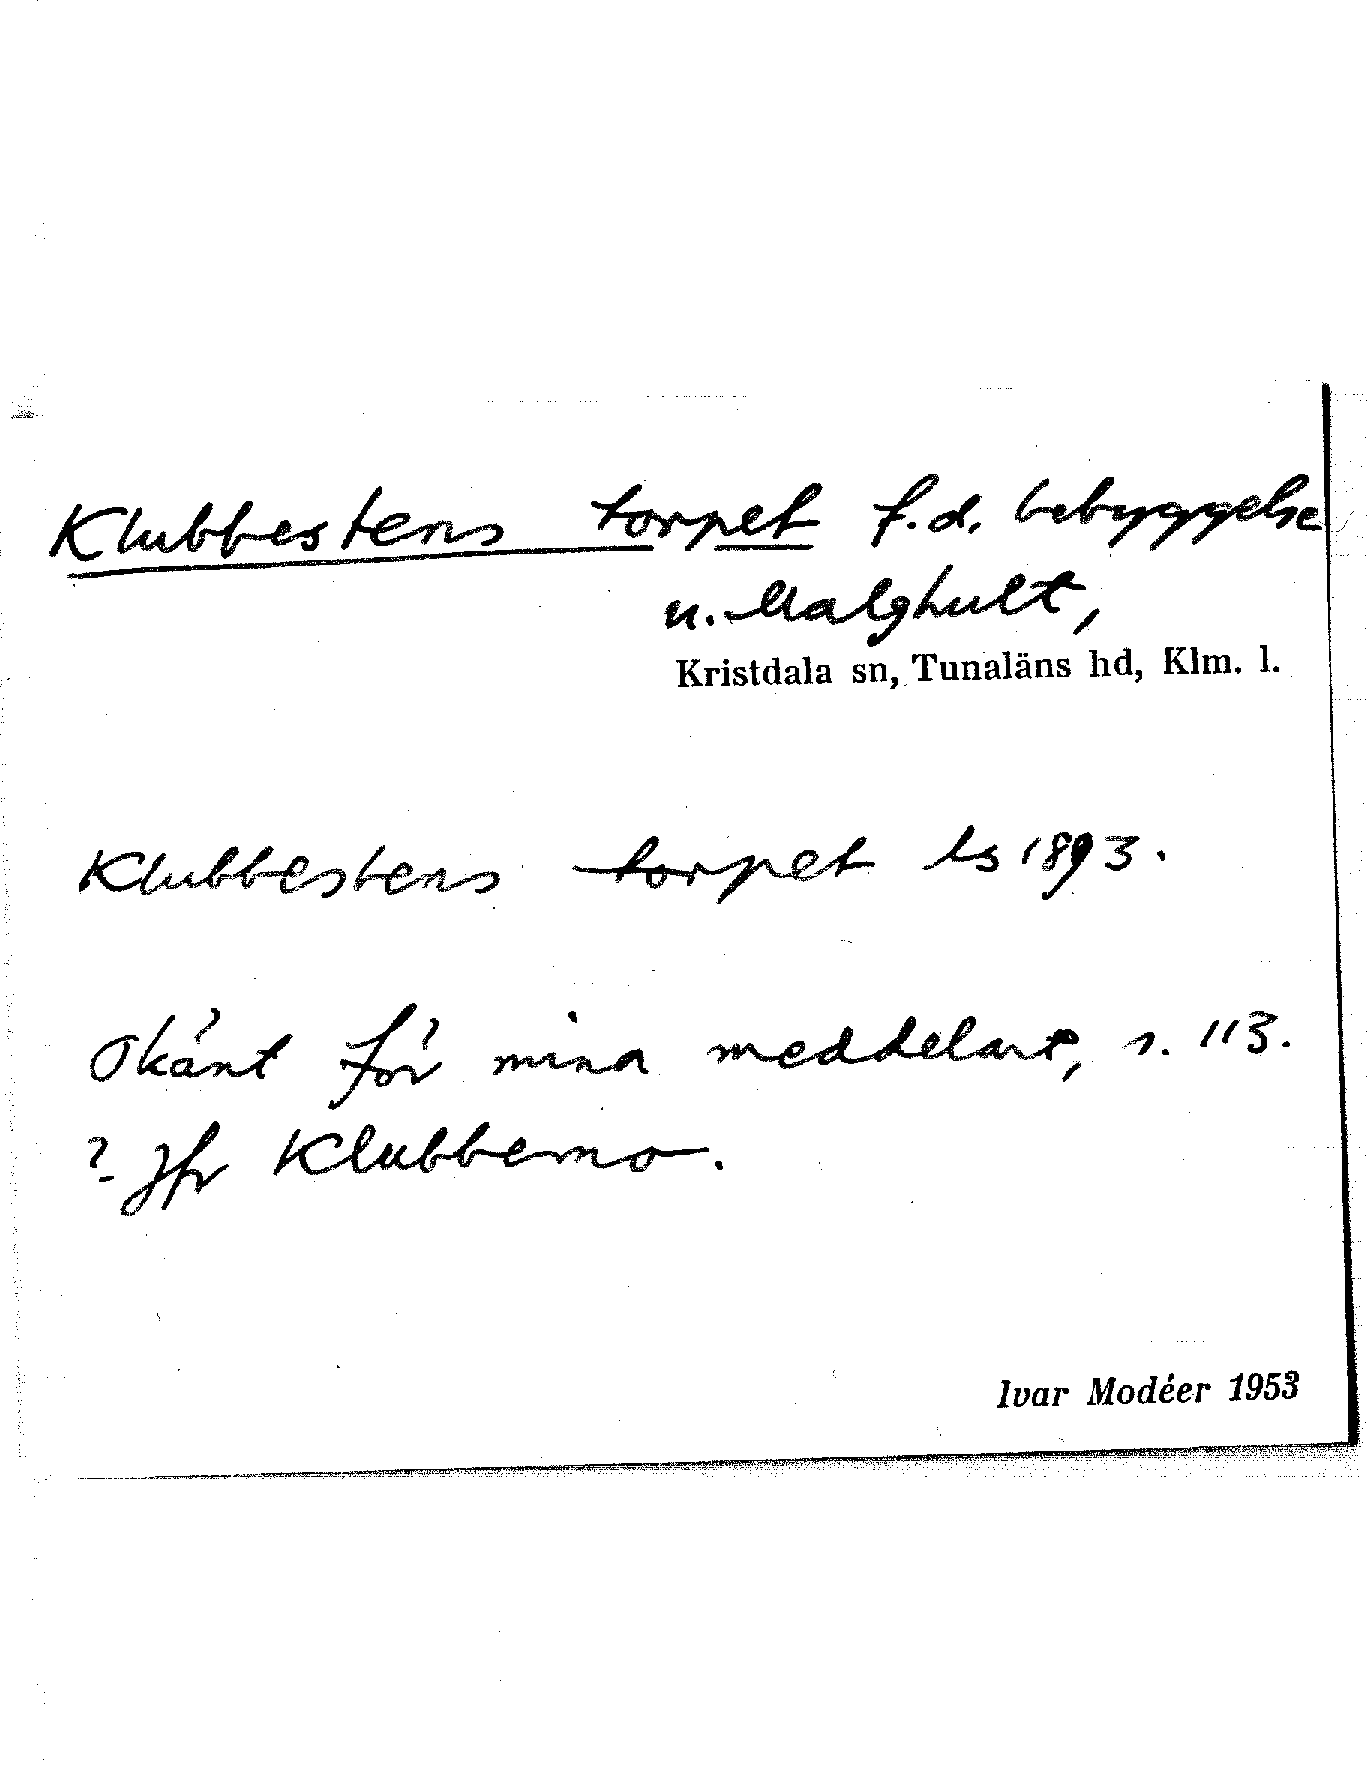 Klubbestens torpet f.d. bebyggelse
u. Malghult,
Kristdala sn, Tunaläns hd, Klm. l.
Klubbestens torpet ls 1893.
Okänt för mina meddelare, s. 113.
? Jfr Klubbemo.
Ivar Modéer 1953